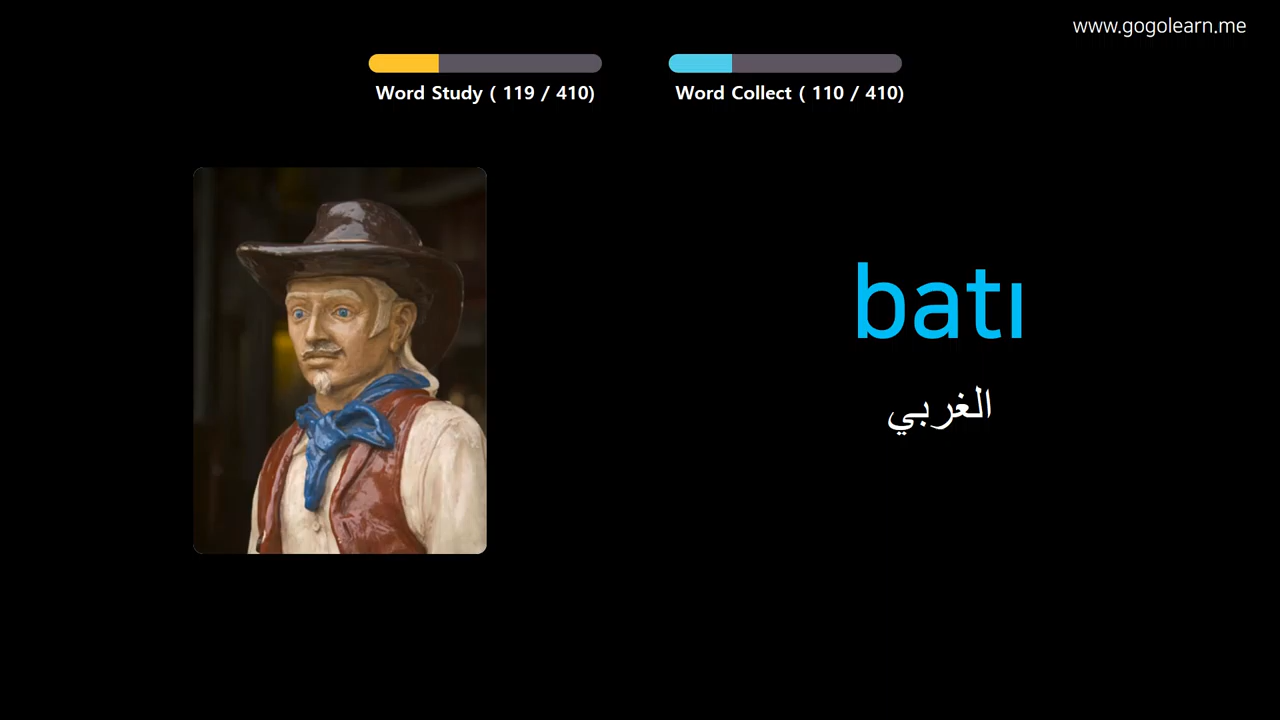 www.gogolearn.me
Word Study ( 119 / 410)
Word Collect ( 110 / 410)
batı
الغربي